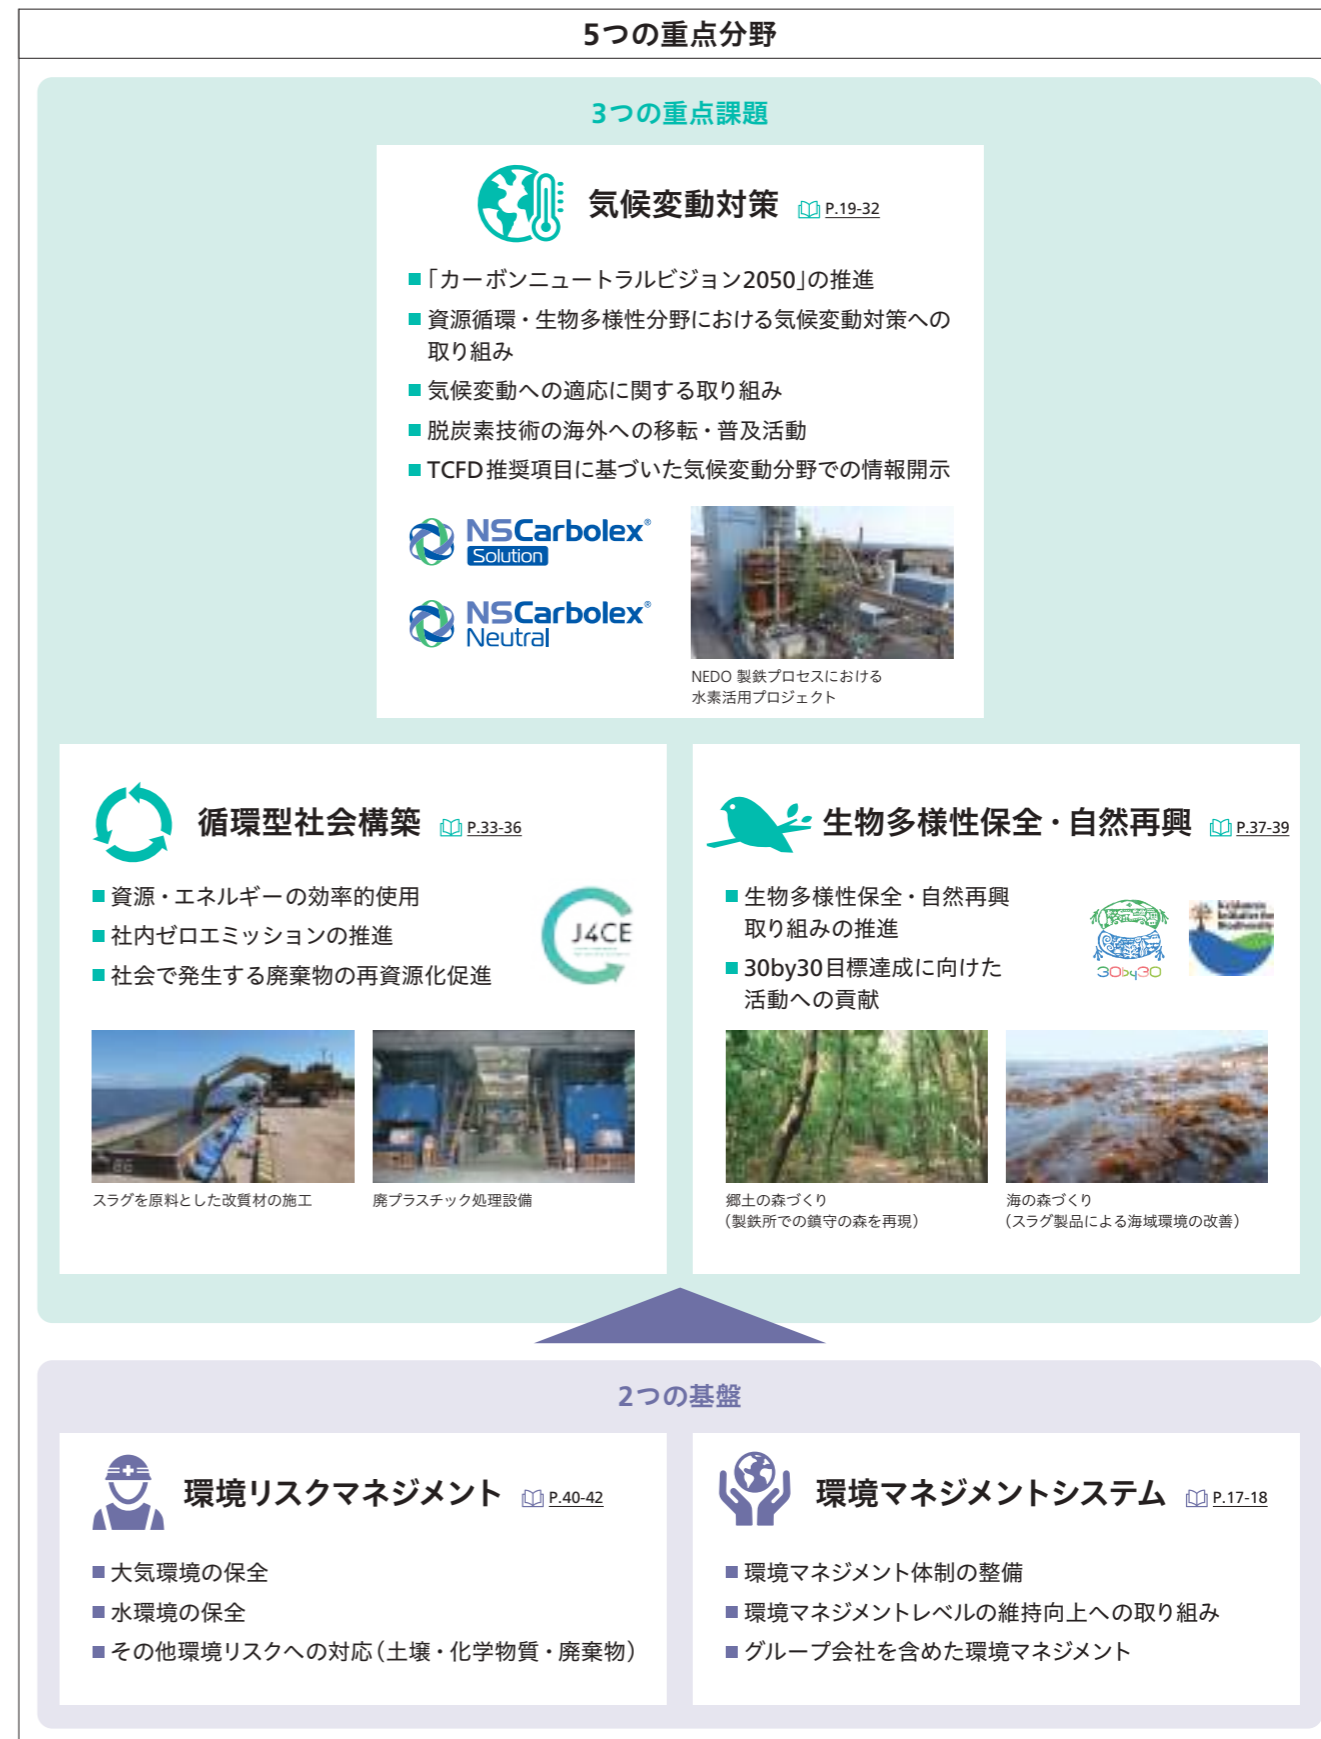 5つの重点分野
3つの重点課題
気候変動対策 P.19-32
■「カーボンニュートラルビジョン2050」の推進
■資源循環・生物多様性分野における気候変動対策への
取り組み
■気候変動への適応に関する取り組み
■脱炭素技術の海外への移転・普及活動
■TCFD推奨項目に基づいた気候変動分野での情報開示
NSCarbolex®
Solution
NSCarbolex®
Neutral
NEDO 製鉄プロセスにおける
水素活用プロジェクト
循環型社会構築 P.33-36
■資源・エネルギーの効率的使用
■社内ゼロエミッションの推進
■社会で発生する廃棄物の再資源化促進
J4CE
スラグを原料とした改質材の施工
廃プラスチック処理設備
生物多様性保全・自然再興 P.37-39
■生物多様性保全・自然再興
取り組みの推進
■30by30目標達成に向けた
活動への貢献
30by30
郷土の森づくり
（製鉄所での鎮守の森を再現）
海の森づくり
（スラグ製品による海域環境の改善）
2つの基盤
環境リスクマネジメント P.40-42
■大気環境の保全
■水環境の保全
■その他環境リスクへの対応（土壌・化学物質・廃棄物）
環境マネジメントシステム P.17-18
■環境マネジメント体制の整備
■環境マネジメントレベルの維持向上への取り組み
■グループ会社を含めた環境マネジメント